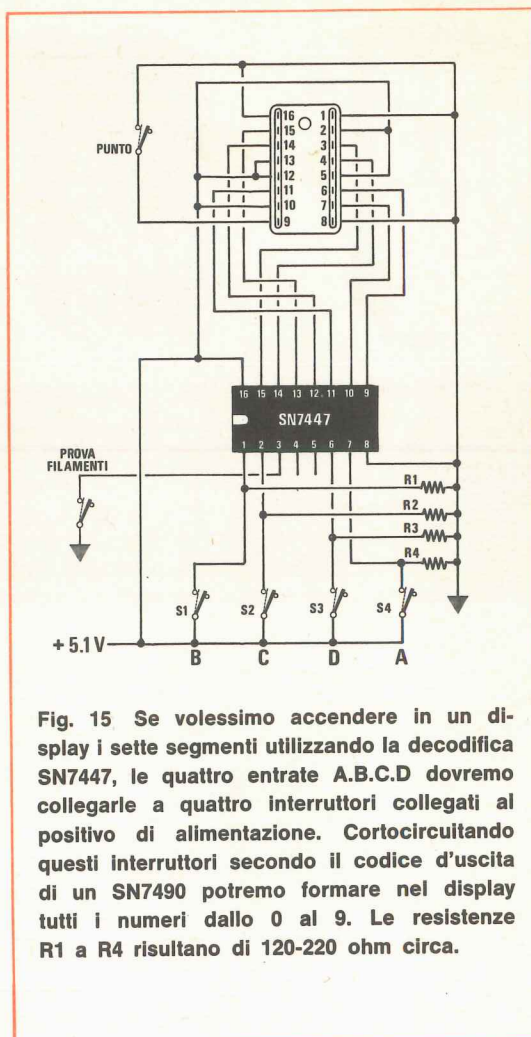 PUNTO
16 1
15 2
14 3
13 4
12 5
11 6
10 7
9 8
16 15 14 13 12 11 10 9
SN7447
1 2 3 4 5 6 7 8
PROVA
FILAMENTI
R1
R2
R3
R4
S1 S2 S3 S4
+ 5.1 V
B C D A
Fig. 15 Se volessimo accendere in un di-
splay i sette segmenti utilizzando la decodifica
SN7447, le quattro entrate A.B.C.D dovremo
collegarle a quattro interruttori collegati al
positivo di alimentazione. Cortocircuitando
questi interruttori secondo il codice d'uscita
di un SN7490 potremo formare nel display
tutti i numeri dallo 0 al 9. Le resistenze
R1 a R4 risultano di 120-220 ohm circa.